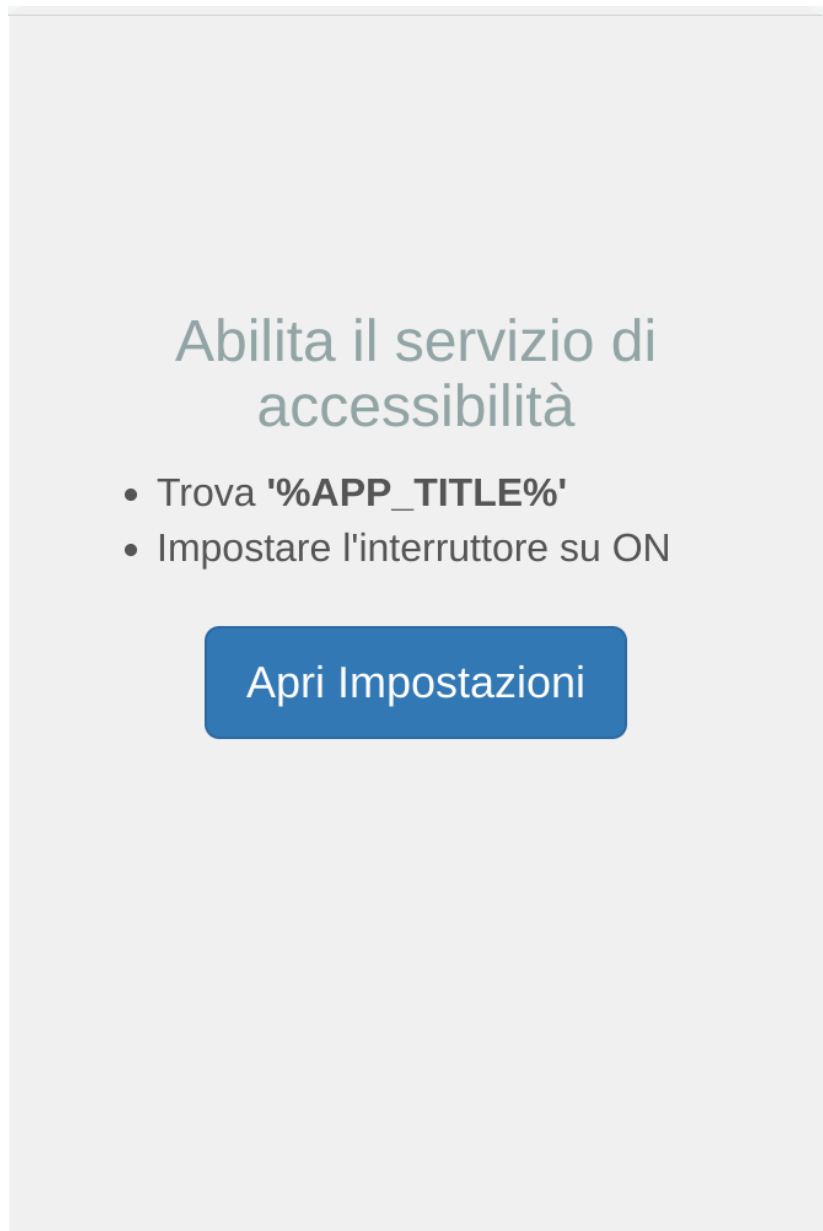 Abilita il servizio di
accessibilità
• Trova '%APP_TITLE%'
• Impostare l'interruttore su ON
Apri Impostazioni